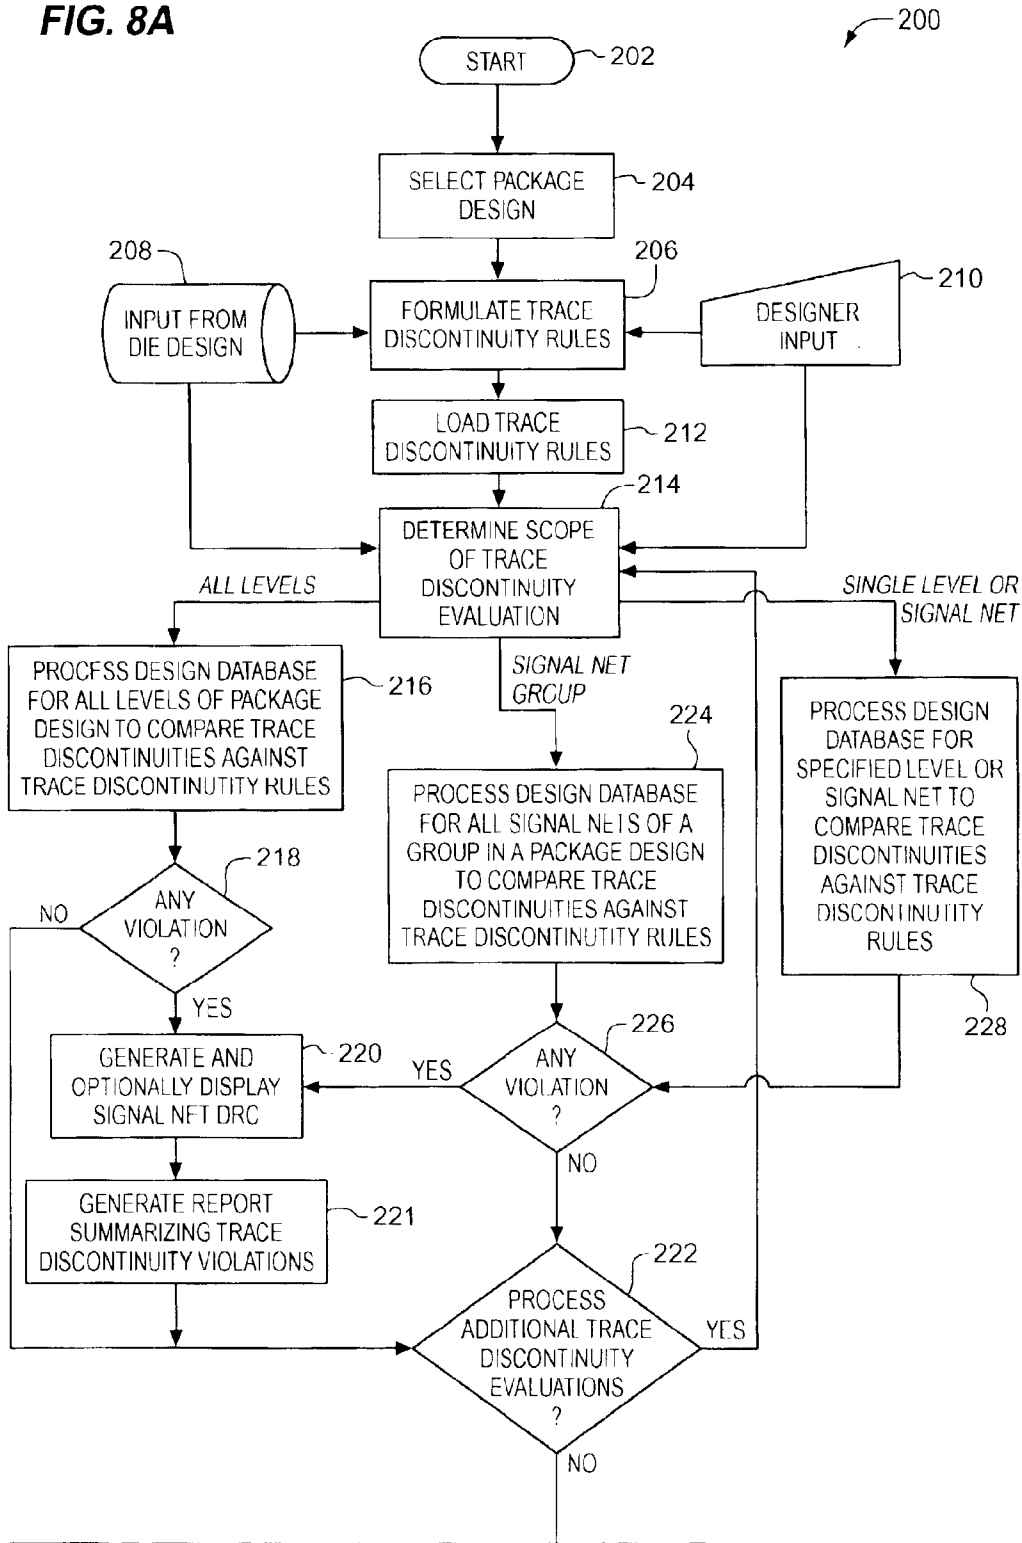 FIG. 8A
200
START
202
SELECT PACKAGE
DESIGN
204
208
206
210
INPUT FROM
DIE DESIGN
FORMULATE TRACE
DISCONTINUITY RULES
DESIGNER
INPUT
LOAD TRACE
DISCONTINUITY RULES
212
214
DETERMINE SCOPE
OF TRACE
DISCONTINUITY
EVALUATION
ALL LEVELS
SINGLE LEVEL OR
SIGNAL NET
SIGNAL NET
GROUP
PROCESS DESIGN DATABASE
FOR ALL LEVELS OF PACKAGE
DESIGN TO COMPARE TRACE
DISCONTINUITIES AGAINST
TRACE DISCONTINUTITY RULES
216
224
PROCESS DESIGN DATABASE
FOR ALL SIGNAL NETS OF A
GROUP IN A PACKAGE DESIGN
TO COMPARE TRACE
DISCONTINUITIES AGAINST
TRACE DISCONTINUTITY RULES
PROCESS DESIGN
DATABASE FOR
SPECIFIED LEVEL OR
SIGNAL NET TO
COMPARE TRACE
DISCONTINUITIES
AGAINST TRACE
DISCONTINUTITY
RULES
228
218
NO
ANY
VIOLATION
?
YES
GENERATE AND
OPTIONALLY DISPLAY
SIGNAL NET DRC
220
YES
ANY
VIOLATION
?
226
NO
GENERATE REPORT
SUMMARIZING TRACE
DISCONTINUITY VIOLATIONS
221
222
PROCESS
ADDITIONAL TRACE
DISCONTINUITY
EVALUATIONS
?
YES
NO